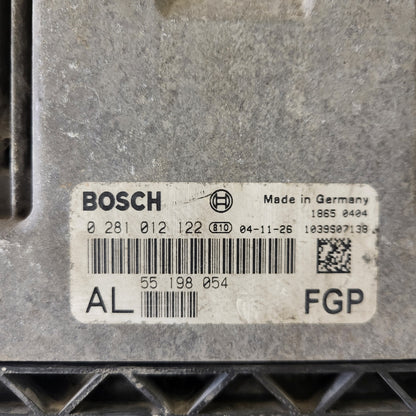 BOSCH Made in Germany
1865 0404
0 281 012 122 810 04-11-26 1039S07138
55 198 054
AL FGP